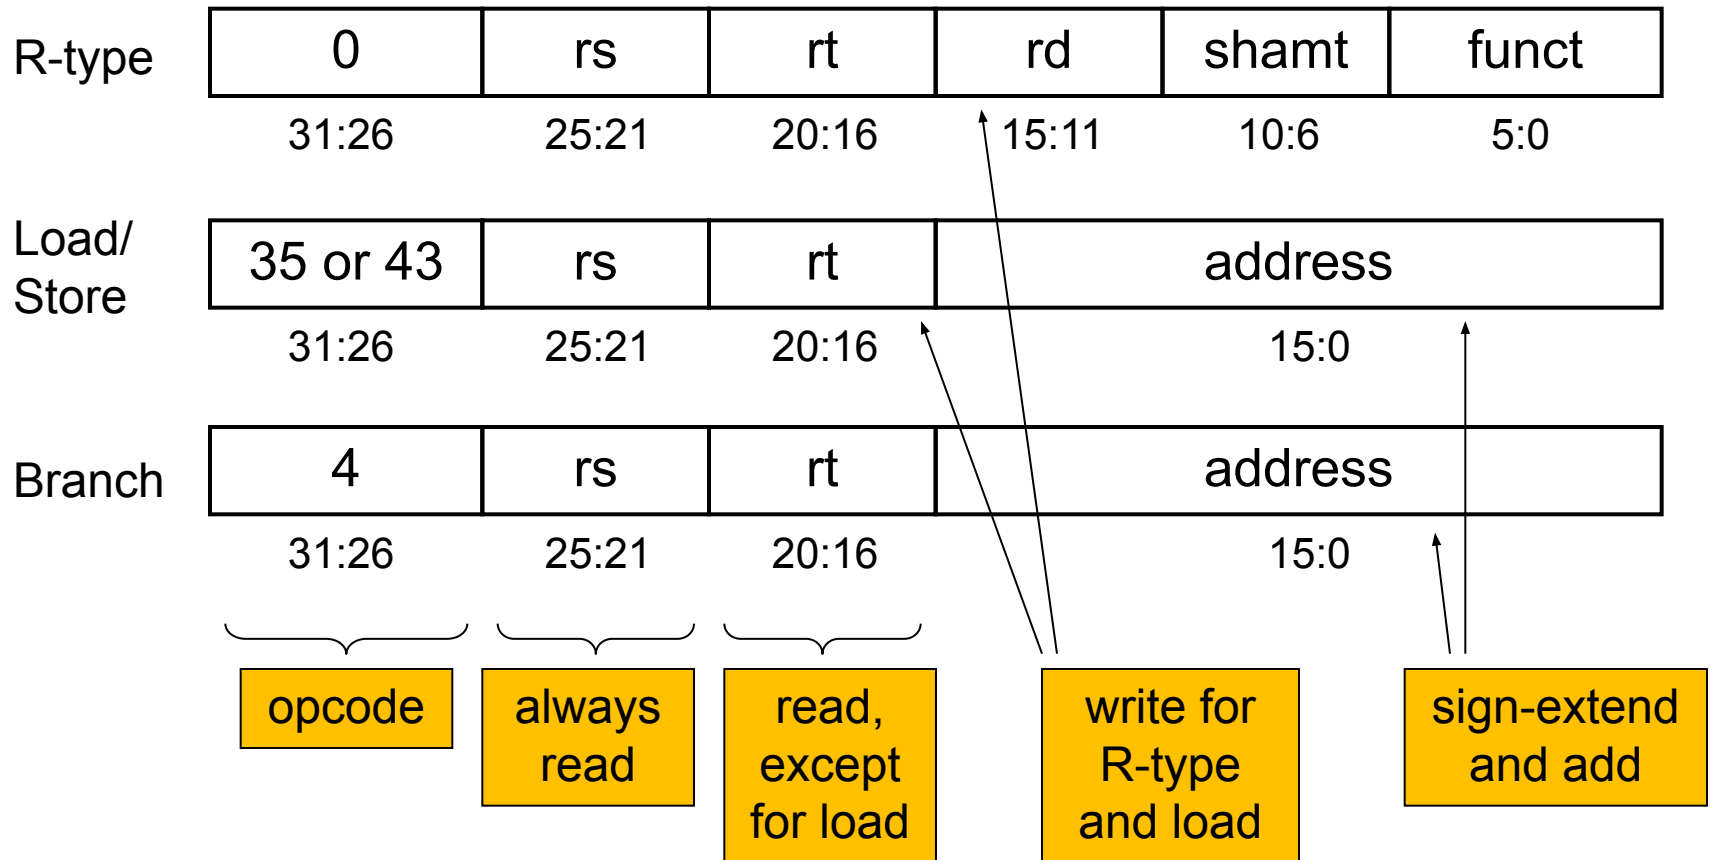 R-type
0 rs rt rd shamt funct
31:26 25:21 20:16 15:11 10:6 5:0
Load/
Store
35 or 43 rs rt address
31:26 25:21 20:16 15:0
Branch
4 rs rt address
31:26 25:21 20:16 15:0
opcode
always
read
read,
except
for load
write for
R-type
and load
sign-extend
and add